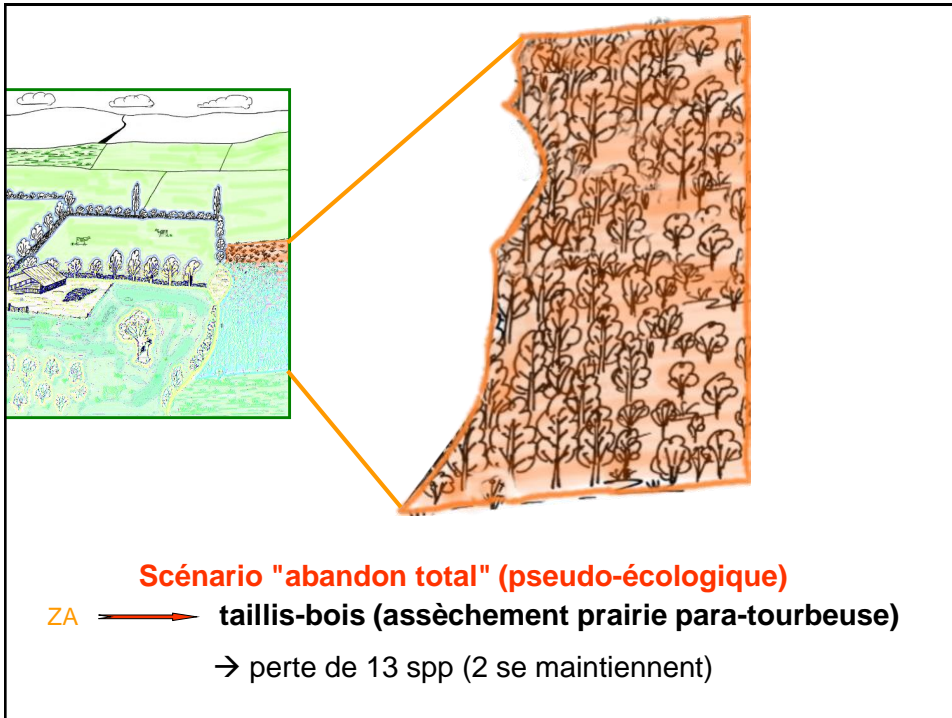 Scénario "abandon total" (pseudo-écologique)
ZA taillis-bois (assèchement prairie para-tourbeuse)
→ perte de 13 spp (2 se maintiennent)